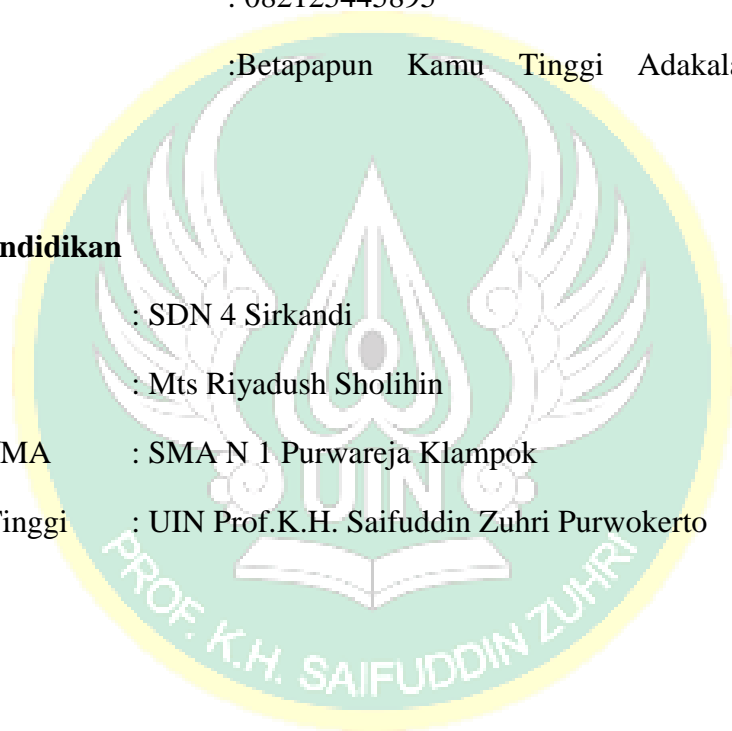 :Betapapun Kamu Tinggi
ndidikan
: SDN 4 Sirkandi
: Mts Riyadush Sholihin
MA : SMA N 1 Purwareja Klampok
Tinggi : UIN Prof.K.H. Saifuddin Zuhri Purwokerto
UIN
PROF. K.H. SAIFUDDIN ZUHRI